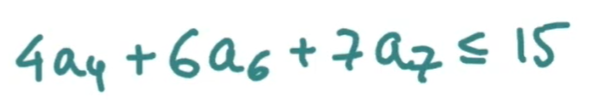 4a₄ + 6a₆ + 7a₇ ≤ 15